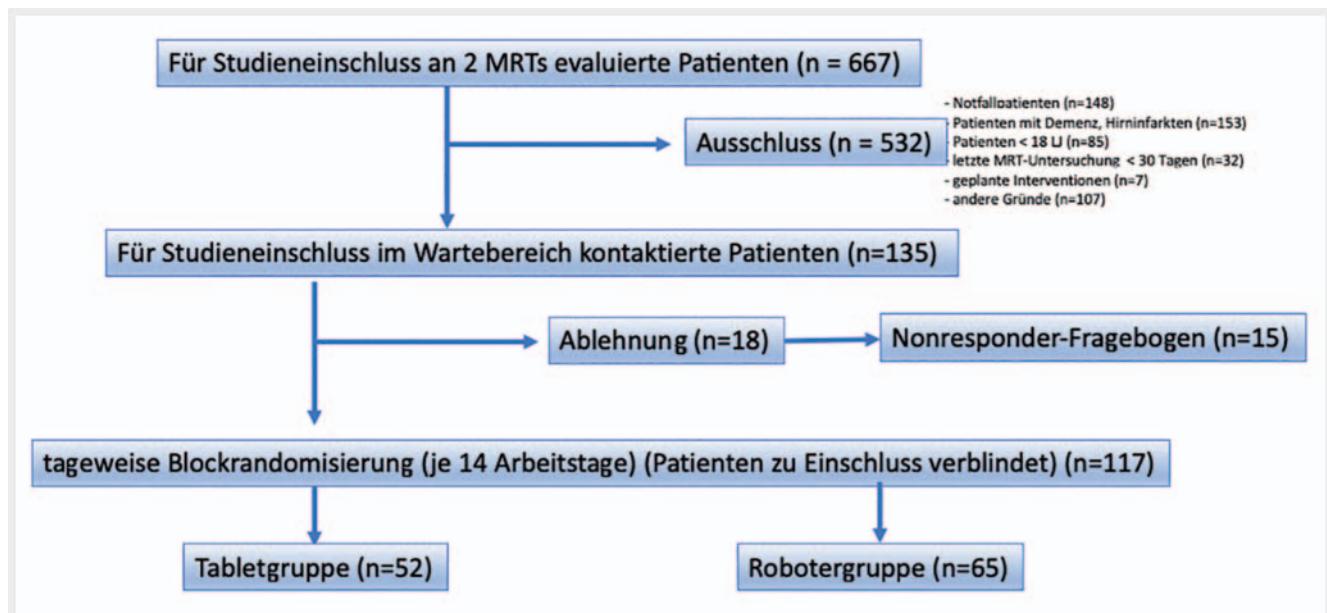 Für Studieneinschluss an 2 MRTs evaluierte Patienten (n = 667)
- Notfallpatienten (n=148)
- Patienten mit Demenz, Hirninfarkten (n=153)
- Patienten < 18 LJ (n=85)
- letzte MRT-Untersuchung < 30 Tagen (n=32)
- geplante Interventionen (n=7)
- andere Gründe (n=107)
Ausschluss (n = 532)
Für Studieneinschluss im Wartebereich kontaktierte Patienten (n=135)
Ablehnung (n=18)
Nonresponder-Fragebogen (n=15)
tageweise Blockrandomisierung (je 14 Arbeitstage) (Patienten zu Einschluss verblindet) (n=117)
Tabletgruppe (n=52)
Robotergruppe (n=65)